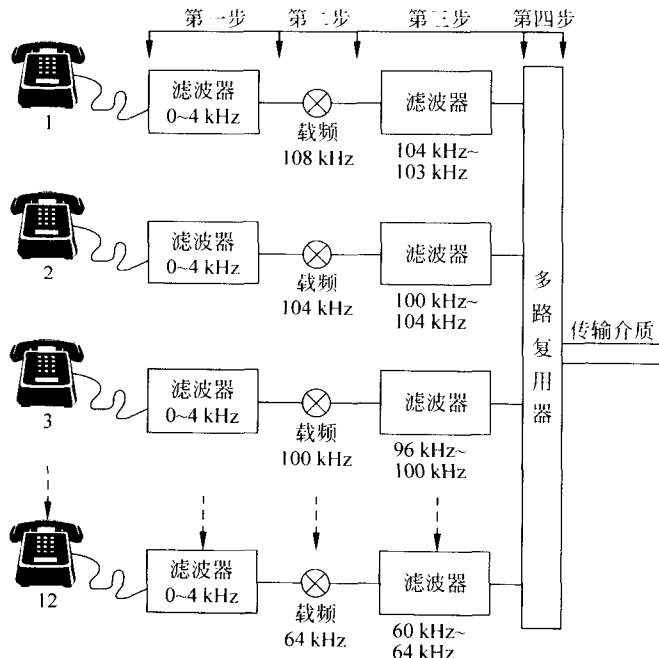 第一步 第二步 第三步 第四步
滤波器
0~4 kHz
载频
108 kHz
滤波器
104 kHz~
103 kHz
1
滤波器
0~4 kHz
载频
104 kHz
滤波器
100 kHz~
104 kHz
2
滤波器
0~4 kHz
载频
100 kHz
滤波器
96 kHz~
100 kHz
3
滤波器
0~4 kHz
载频
64 kHz
滤波器
60 kHz~
64 kHz
12
多路复用器
传输介质